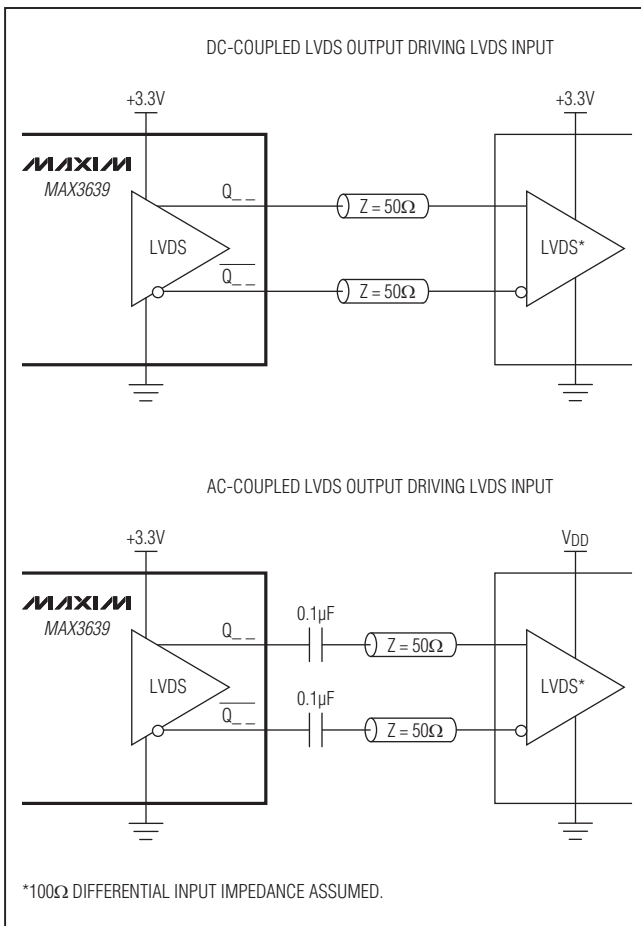 DC-COUPLED LVDS OUTPUT DRIVING LVDS INPUT
+3.3V
+3.3V
MAXIM
MAX3639
Q_ _
Z = 50Ω
LVDS
LVDS*
Q_ _
Z = 50Ω
AC-COUPLED LVDS OUTPUT DRIVING LVDS INPUT
+3.3V
VDD
MAXIM
MAX3639
0.1µF
Q_ _
Z = 50Ω
LVDS
LVDS*
0.1µF
Q_ _
Z = 50Ω
*100Ω DIFFERENTIAL INPUT IMPEDANCE ASSUMED.